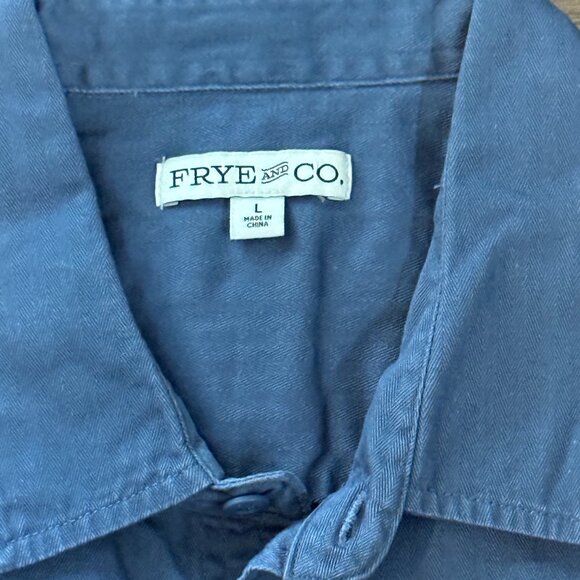 FRYE AND CO.
L
MADE IN
CHINA